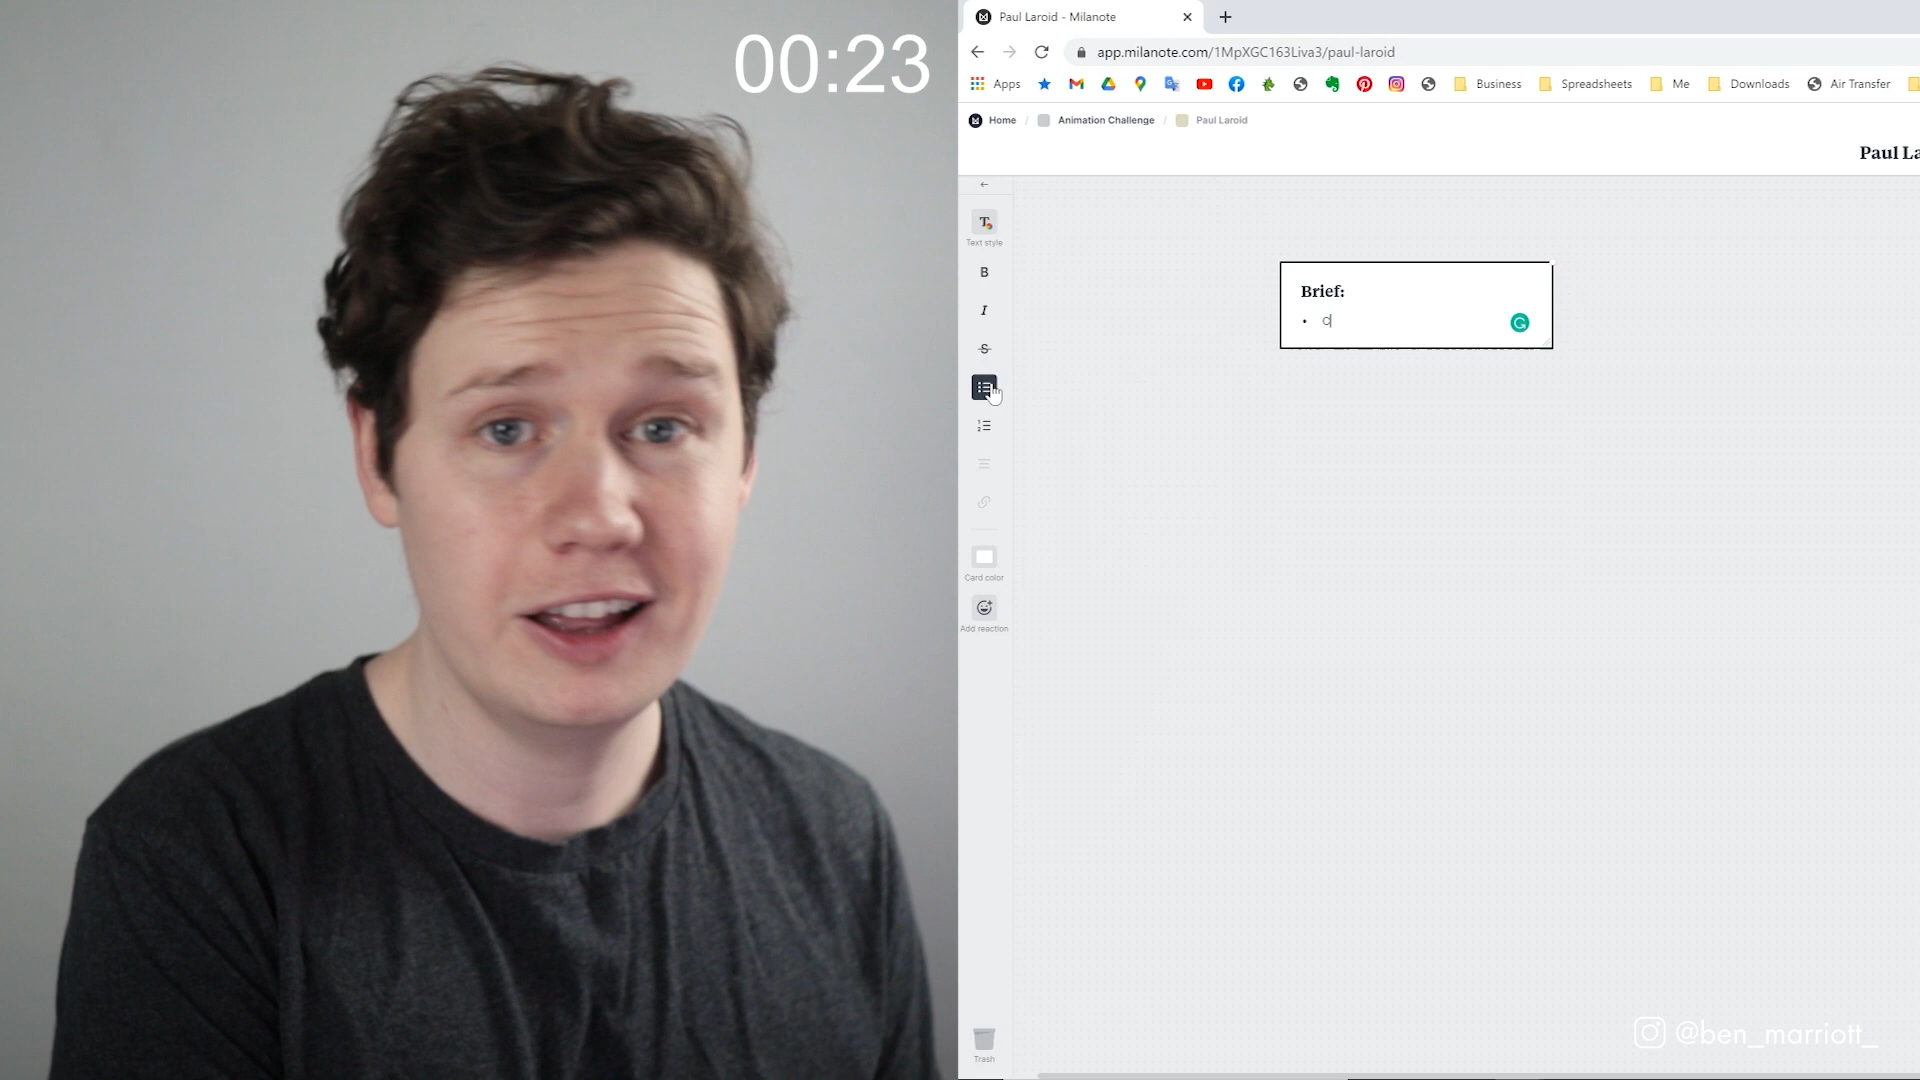 00:23
Paul Laroid - Milanote
app.milanote.com/1MpXGC163Liva3/paul-laroid
Apps Business Spreadsheets Me Downloads Air Transfer
Home / Animation Challenge / Paul Laroid
Paul La
Text style
B
I
S
Brief:
• C
Card color
Add reaction
Trash
@ben_marriott_